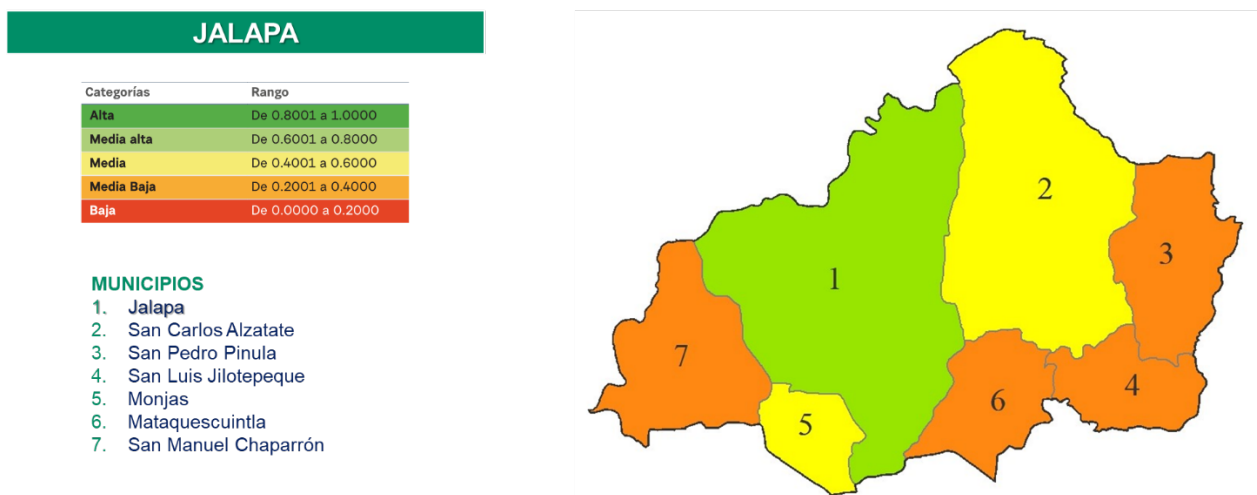 JALAPA
Categorías Rango
Alta De 0.8001 a 1.0000
Media alta De 0.6001 a 0.8000
Media De 0.4001 a 0.6000
Media Baja De 0.2001 a 0.4000
Baja De 0.0000 a 0.2000
MUNICIPIOS
1. Jalapa
2. San Carlos Alzatate
3. San Pedro Pinula
4. San Luis Jilotepeque
5. Monjas
6. Mataquescuintla
7. San Manuel Chaparrón
2
3
1
7
4
6
5